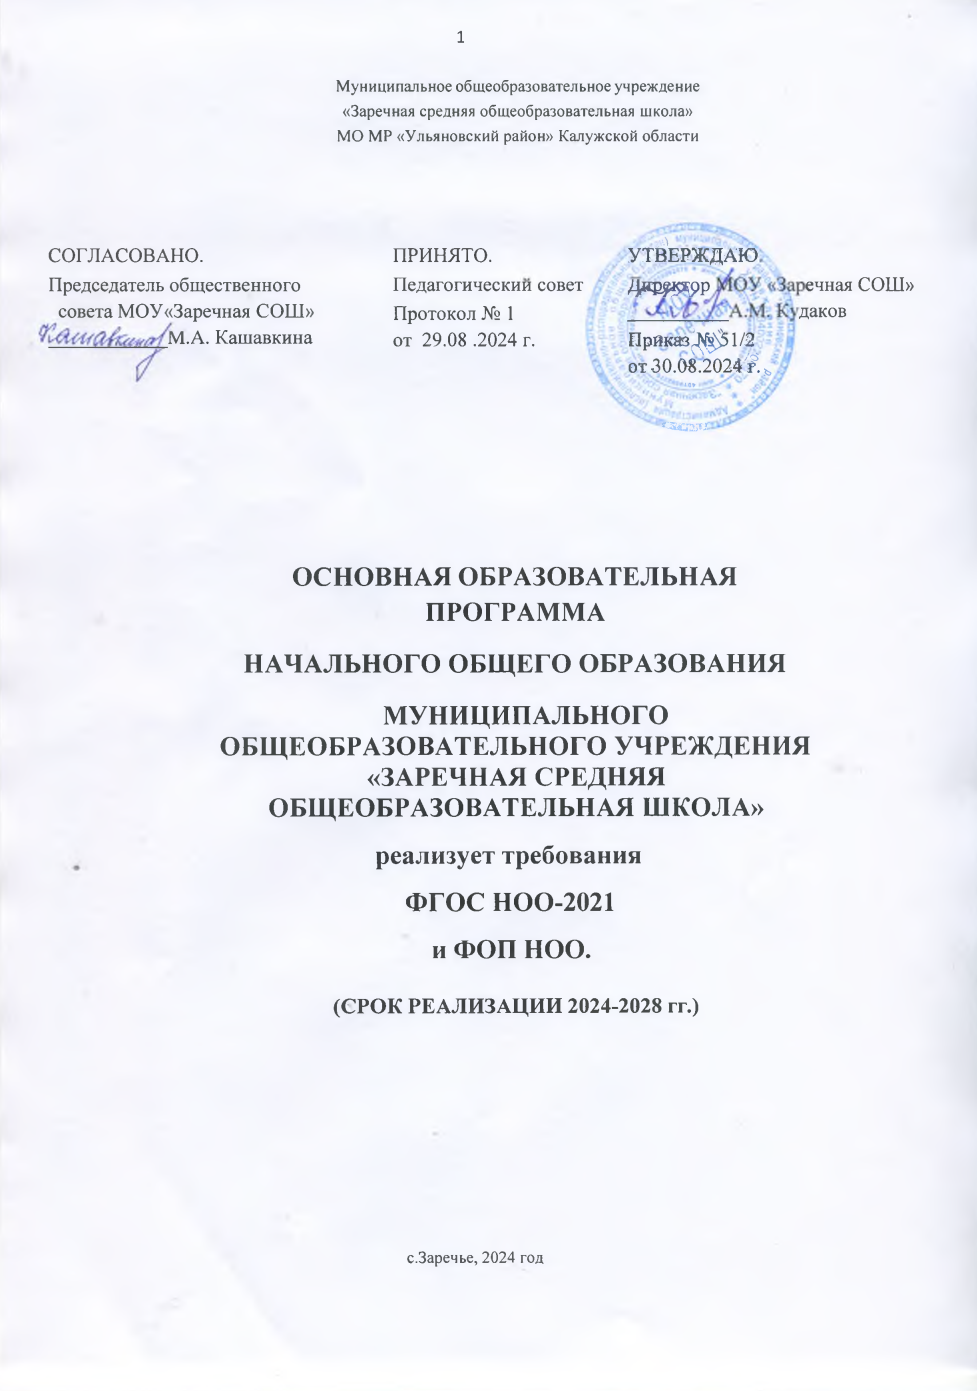 1
Муниципальное общеобразовательное учреждение
«Заречная средняя общеобразовательная школа»
МО МР «Ульяновский район» Калужской области
СОГЛАСОВАНО.
Председатель общественного
совета МОУ«Заречная СОШ»
Кашавкина М.А. Кашавкина
ПРИНЯТО.
Педагогический совет
Протокол № 1
от 29.08 .2024 г.
УТВЕРЖДАЮ.
Директор МОУ «Заречная СОШ»
А.М. Кудаков
Приказ № 51/2
от 30.08.2024 г.
ОСНОВНАЯ ОБРАЗОВАТЕЛЬНАЯ
ПРОГРАММА
НАЧАЛЬНОГО ОБЩЕГО ОБРАЗОВАНИЯ
МУНИЦИПАЛЬНОГО
ОБЩЕОБРАЗОВАТЕЛЬНОГО УЧРЕЖДЕНИЯ
«ЗАРЕЧНАЯ СРЕДНЯЯ
ОБЩЕОБРАЗОВАТЕЛЬНАЯ ШКОЛА»
реализует требования
ФГОС НОО-2021
и ФОП НОО.
(СРОК РЕАЛИЗАЦИИ 2024-2028 гг.)
с.Заречье, 2024 год